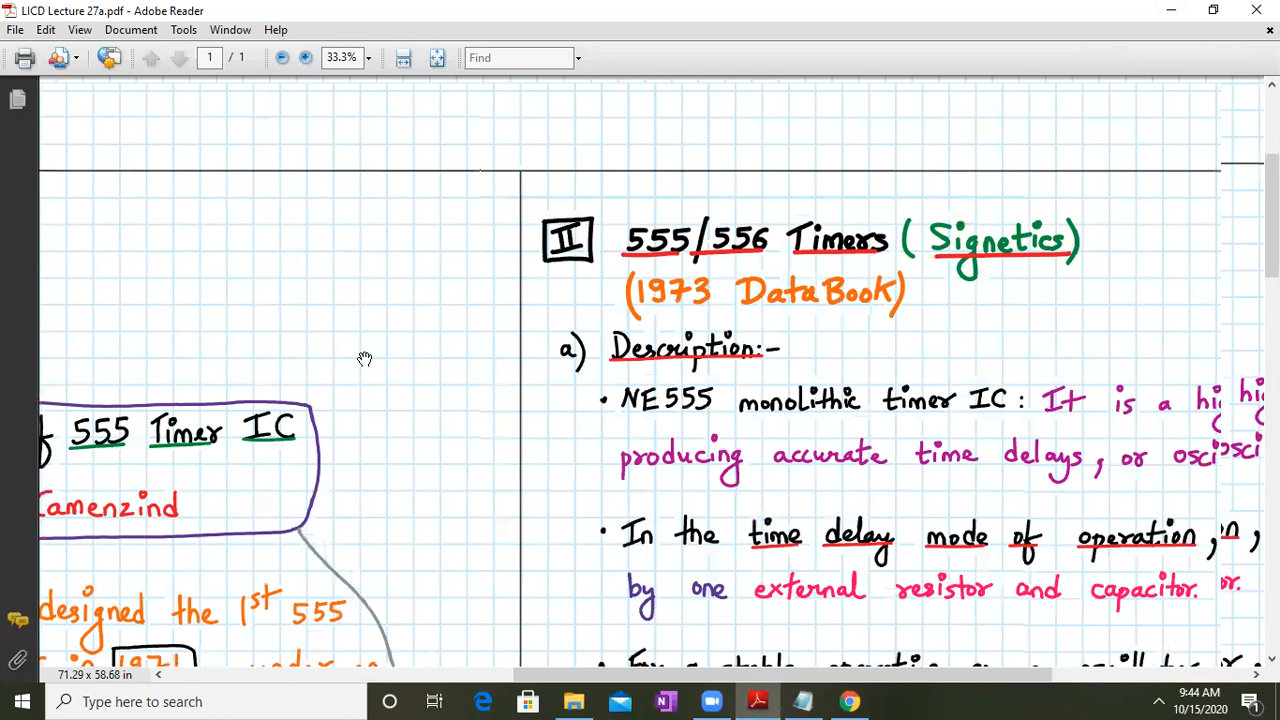 LICD Lecture 27a.pdf - Adobe Reader
File Edit View Document Tools Window Help
1 / 1 33.3% Find
II 555/556 Timers (Signetics)
(1973 DataBook)
a) Description:-
• NE555 monolithic timer IC: It is a hig
producing accurate time delays, or osci
• In the time delay mode of operation,
by one external resistor and capacitor.
555 Timer IC
Camenzind
designed the 1st 555
1971 under
71.29 x 58.68 in
Type here to search
9:44 AM
10/15/2020